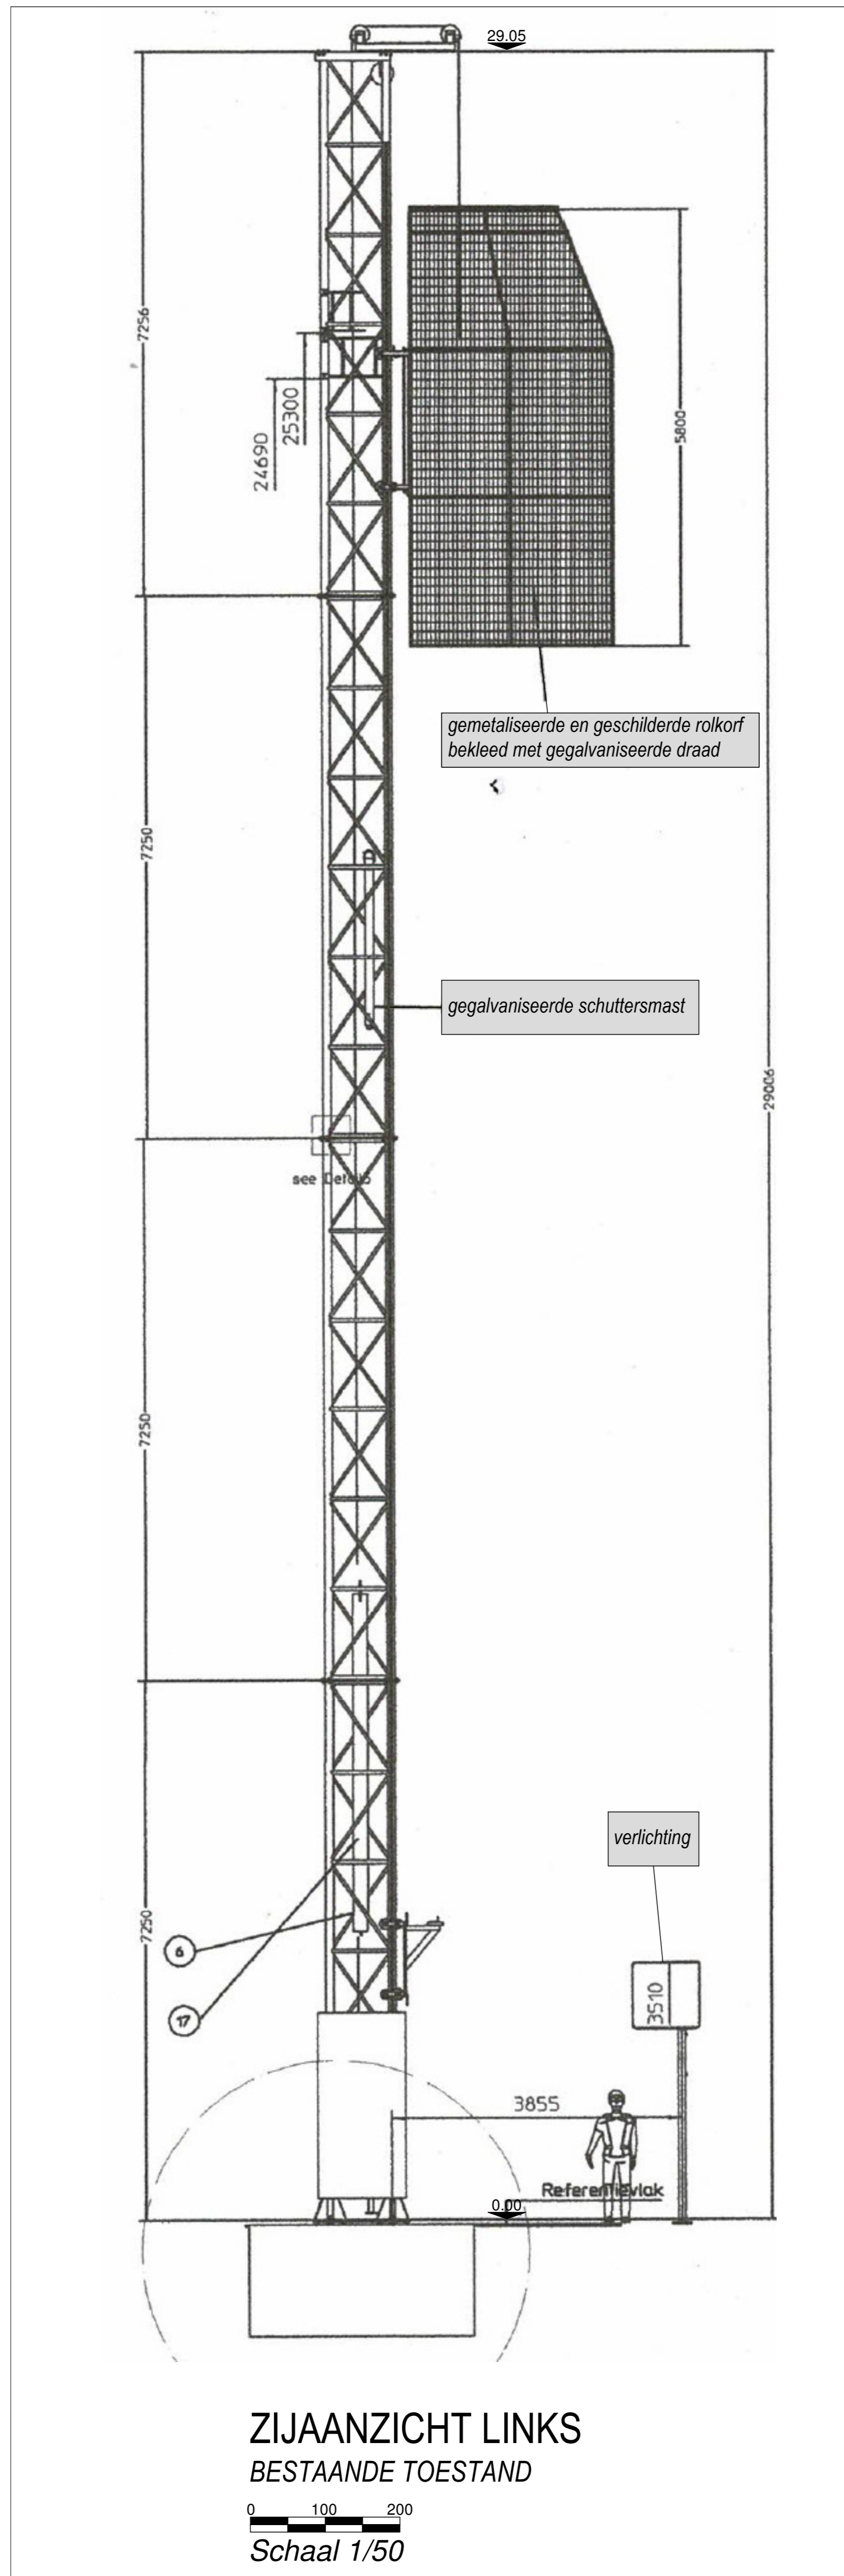 29.05
7256
25300
24690
5800
gemetaliseerde en geschilderde rolkorf
bekleed met gegalvaniseerde draad
7250
gegalvaniseerde schuttersmast
29006
see Detail
7250
verlichting
7250
6
17
3510
3855
Referentievlak
0.00
ZIJAANZICHT LINKS
BESTAANDE TOESTAND
0 100 200
Schaal 1/50